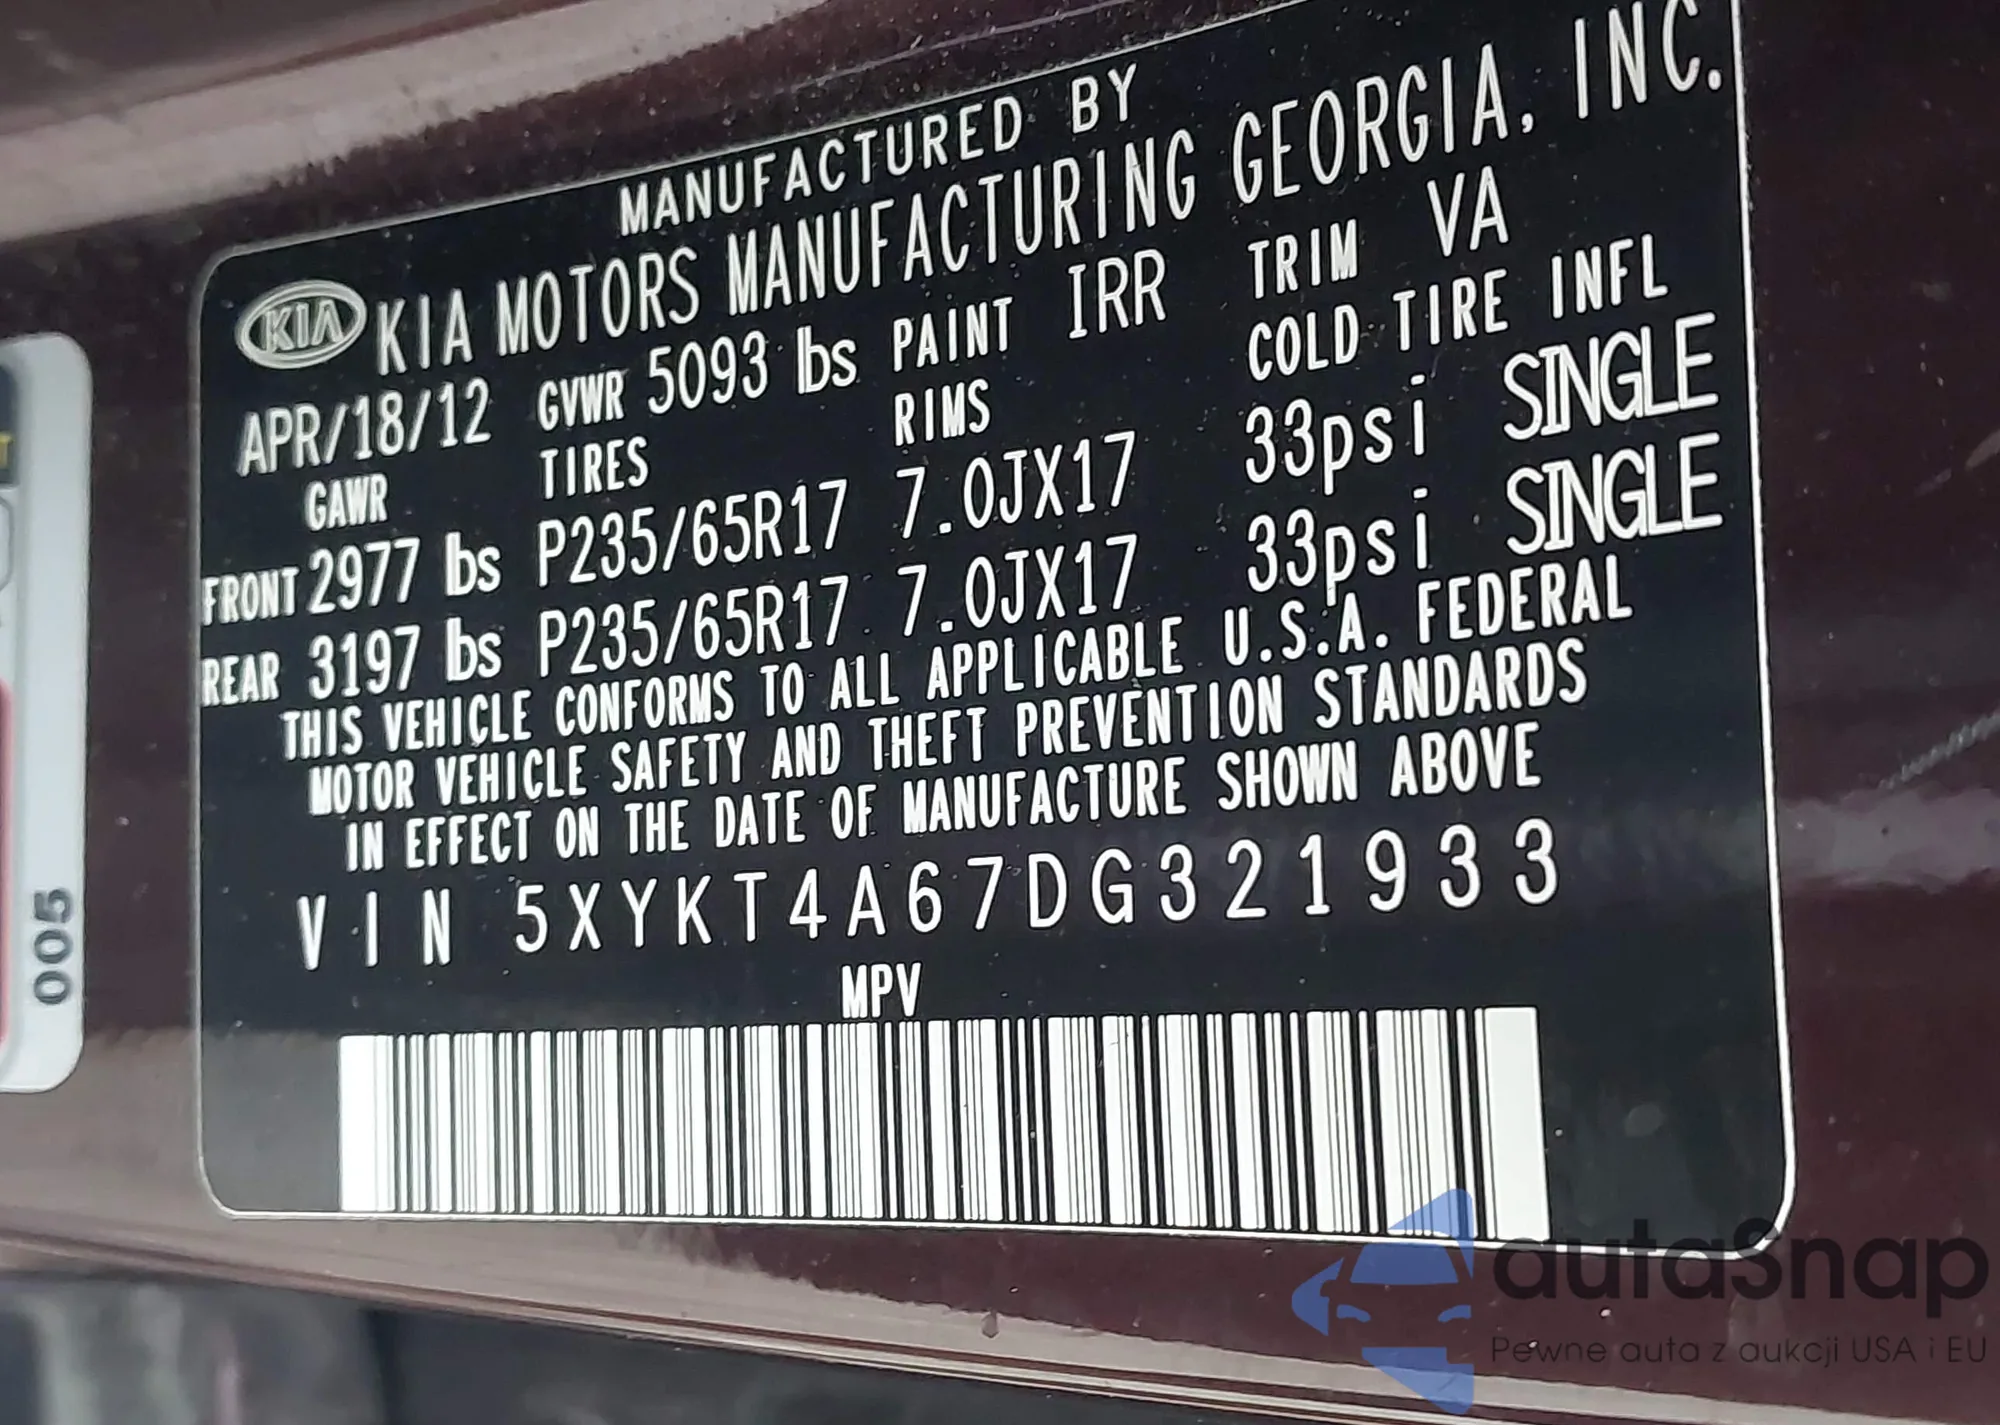 MANUFACTURED BY
KIA KIA MOTORS MANUFACTURING GEORGIA, INC.
APR/18/12 GVWR 5093 lbs PAINT IRR TRIM VA
GAWR TIRES RIMS COLD TIRE INFL
FRONT 2977 lbs P235/65R17 7.0JX17 33psi SINGLE
REAR 3197 lbs P235/65R17 7.0JX17 33psi SINGLE
THIS VEHICLE CONFORMS TO ALL APPLICABLE U.S.A. FEDERAL
MOTOR VEHICLE SAFETY AND THEFT PREVENTION STANDARDS
IN EFFECT ON THE DATE OF MANUFACTURE SHOWN ABOVE
VIN 5XYKT4A67DG321933
MPV
005
autaSnap
Pewne auta z aukcji USA i EU